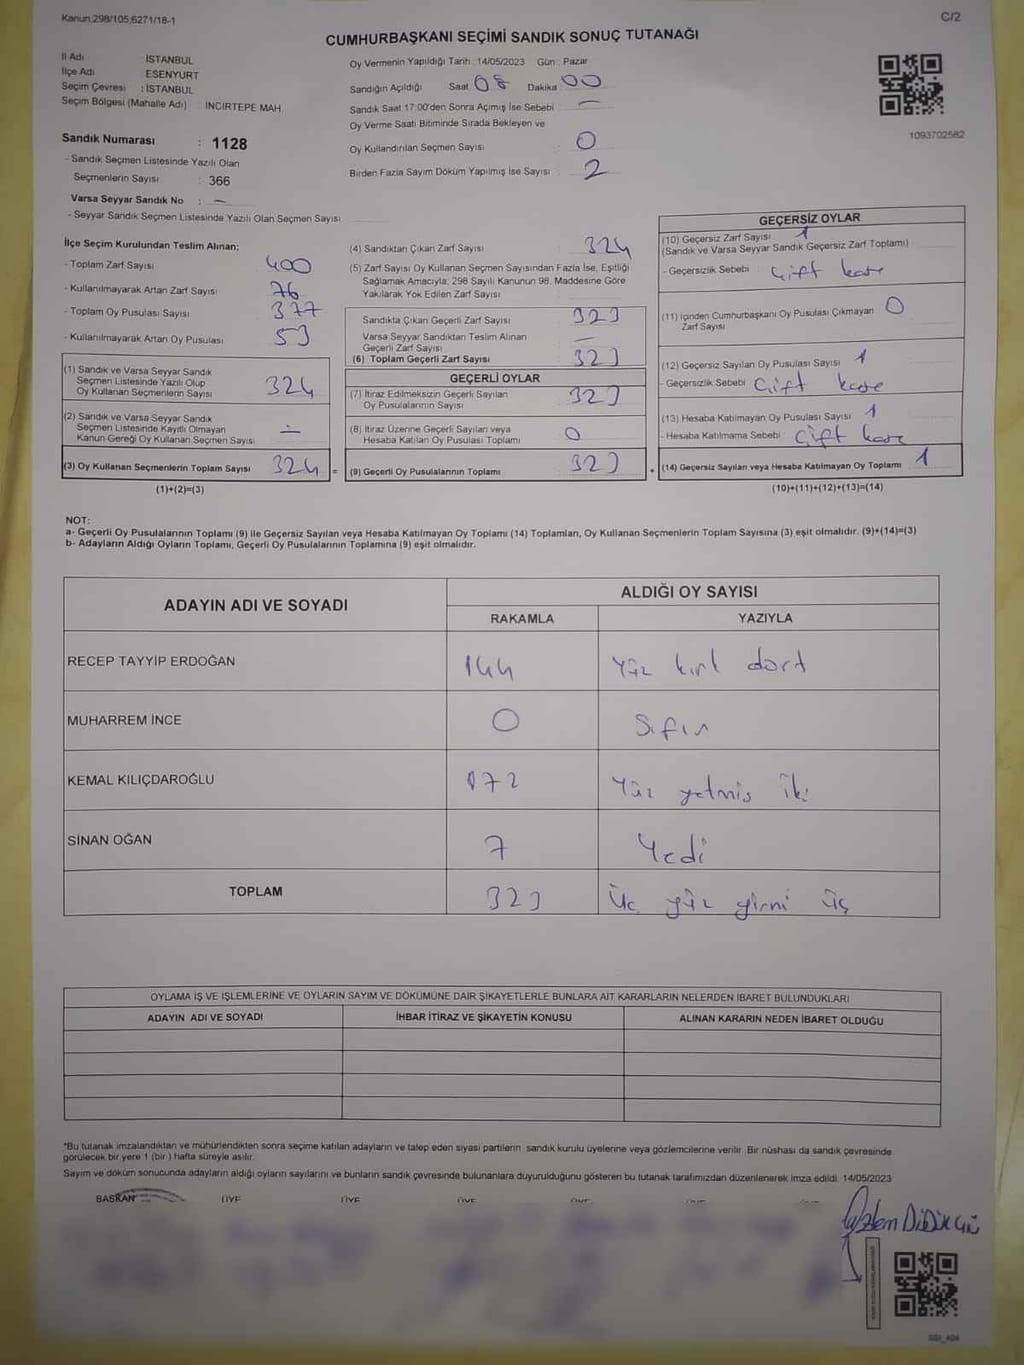 Kanun,298/105,6271/18-1
C/2
CUMHURBAŞKANI SEÇİMİ SANDIK SONUÇ TUTANAĞI
İl Adı : İSTANBUL
İlçe Adı : ESENYURT
Seçim Çevresi : İSTANBUL
Seçim Bölgesi (Mahalle Adı) : İNCİRTEPE MAH.
Oy Vermenin Yapıldığı Tarih : 14/05/2023 Gün : Pazar
Sandığın Açıldığı Saat : 08 Dakika : 00
Sandık Saat 17:00'den Sonra Açımış İse Sebebi : —
Oy Verme Saati Bitiminde Sırada Bekleyen ve
Oy Kullandırılan Seçmen Sayısı : 0
Birden Fazla Sayım Döküm Yapılmış İse Sayısı : 2
1093702582
Sandık Numarası : 1128
- Sandık Seçmen Listesinde Yazılı Olan
Seçmenlerin Sayısı : 366
Varsa Seyyar Sandık No : —
- Seyyar Sandık Seçmen Listesinde Yazılı Olan Seçmen Sayısı :
İlçe Seçim Kurulundan Teslim Alınan;
- Toplam Zarf Sayısı : 400
- Kullanılmayarak Artan Zarf Sayısı : 76
- Toplam Oy Pusulası Sayısı : 377
- Kullanılmayarak Artan Oy Pusulası : 53
(1) Sandık ve Varsa Seyyar Sandık
Seçmen Listesinde Yazılı Olup
Oy Kullanan Seçmenlerin Sayısı : 324
(2) Sandık ve Varsa Seyyar Sandık
Seçmen Listesinde Kayıtlı Olmayan
Kanun Gereği Oy Kullanan Seçmen Sayısı : —
(3) Oy Kullanan Seçmenlerin Toplam Sayısı : 324
(1)+(2)=(3)
(4) Sandıktan Çıkan Zarf Sayısı : 324
(5) Zarf Sayısı Oy Kullanan Seçmen Sayısından Fazla İse, Eşitliği
Sağlamak Amacıyla; 298 Sayılı Kanunun 98. Maddesine Göre
Yakılarak Yok Edilen Zarf Sayısı :
Sandıkta Çıkan Geçerli Zarf Sayısı : 323
Varsa Seyyar Sandıktan Teslim Alınan
Geçerli Zarf Sayısı : —
(6) Toplam Geçerli Zarf Sayısı : 323
GEÇERLİ OYLAR
(7) İtiraz Edilmeksizin Geçerli Sayılan
Oy Pusulalarının Sayısı : 323
(8) İtiraz Üzerine Geçerli Sayılan veya
Hesaba Katılan Oy Pusulası Toplamı : 0
= (9) Geçerli Oy Pusulalarının Toplamı : 323 +
GEÇERSİZ OYLAR
(10) Geçersiz Zarf Sayısı : 1
(Sandık ve Varsa Seyyar Sandık Geçersiz Zarf Toplamı)
- Geçersizlik Sebebi : Çift kaşe
(11) İçinden Cumhurbaşkanı Oy Pusulası Çıkmayan : 0
Zarf Sayısı
(12) Geçersiz Sayılan Oy Pusulası Sayısı : 1
- Geçersizlik Sebebi : Çift kaşe
(13) Hesaba Katılmayan Oy Pusulası Sayısı : 1
- Hesaba Katılmama Sebebi : Çift kaşe
(14) Geçersiz Sayılan veya Hesaba Katılmayan Oy Toplamı : 1
(10)+(11)+(12)+(13)=(14)
NOT:
a- Geçerli Oy Pusulalarının Toplamı (9) ile Geçersiz Sayılan veya Hesaba Katılmayan Oy Toplamı (14) Toplamları, Oy Kullanan Seçmenlerin Toplam Sayısına (3) eşit olmalıdır. (9)+(14)=(3)
b- Adayların Aldığı Oyların Toplamı, Geçerli Oy Pusulalarının Toplamına (9) eşit olmalıdır.
ADAYIN ADI VE SOYADI
ALDIĞI OY SAYISI
RAKAMLA YAZIYLA
RECEP TAYYİP ERDOĞAN 144 Yüz kırk dört
MUHARREM İNCE 0 Sıfır
KEMAL KILIÇDAROĞLU 172 Yüz yetmiş iki
SİNAN OĞAN 7 Yedi
TOPLAM 323 Üç yüz yirmi üç
OYLAMA İŞ VE İŞLEMLERİNE VE OYLARIN SAYIM VE DÖKÜMÜNE DAİR ŞİKAYETLERLE BUNLARA AİT KARARLARIN NELERDEN İBARET BULUNDUKLARI
ADAYIN ADI VE SOYADI İHBAR İTİRAZ VE ŞİKAYETİN KONUSU ALINAN KARARIN NEDEN İBARET OLDUĞU
*Bu tutanak imzalandıktan ve mühürlendikten sonra seçime katılan adayların ve talep eden siyasi partilerin sandık kurulu üyelerine veya gözlemcilerine verilir. Bir nüshası da sandık çevresinde
görülecek bir yere 1 (bir) hafta süreyle asılır.
Sayım ve döküm sonucunda adayların aldığı oyların sayılarını ve bunların sandık çevresinde bulunanlara duyurulduğunu gösteren bu tutanak tarafımızdan düzenlenerek imza edildi. 14/05/2023
BAŞKAN ÜYE ÜYE ÜYE ÜYE ÜYE